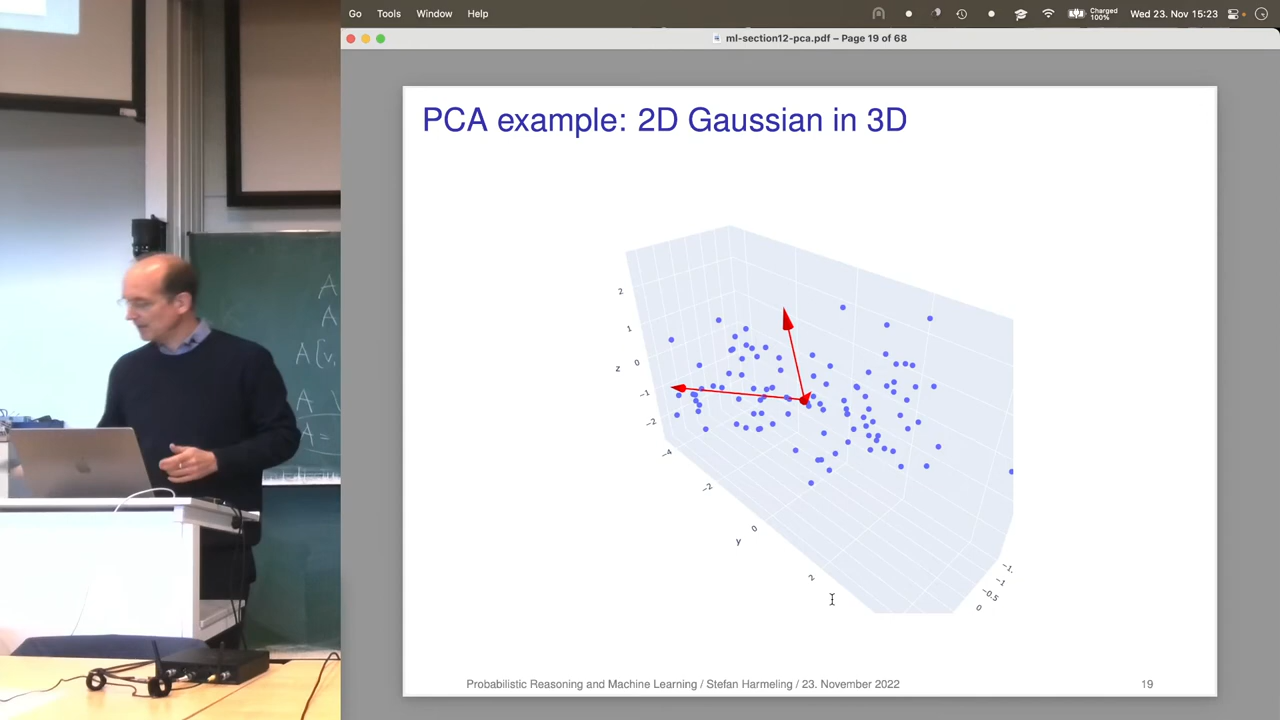 Go Tools Window Help
Charged
100%
Wed 23. Nov 15:23
ml-section12-pca.pdf – Page 19 of 68
PCA example: 2D Gaussian in 3D
2
1
z
0
−1
−2
−4
−2
0
y
2
−1.
−1
−0.5
0
A
A
A[v,
A
A =
Probabilistic Reasoning and Machine Learning / Stefan Harmeling / 23. November 2022
19